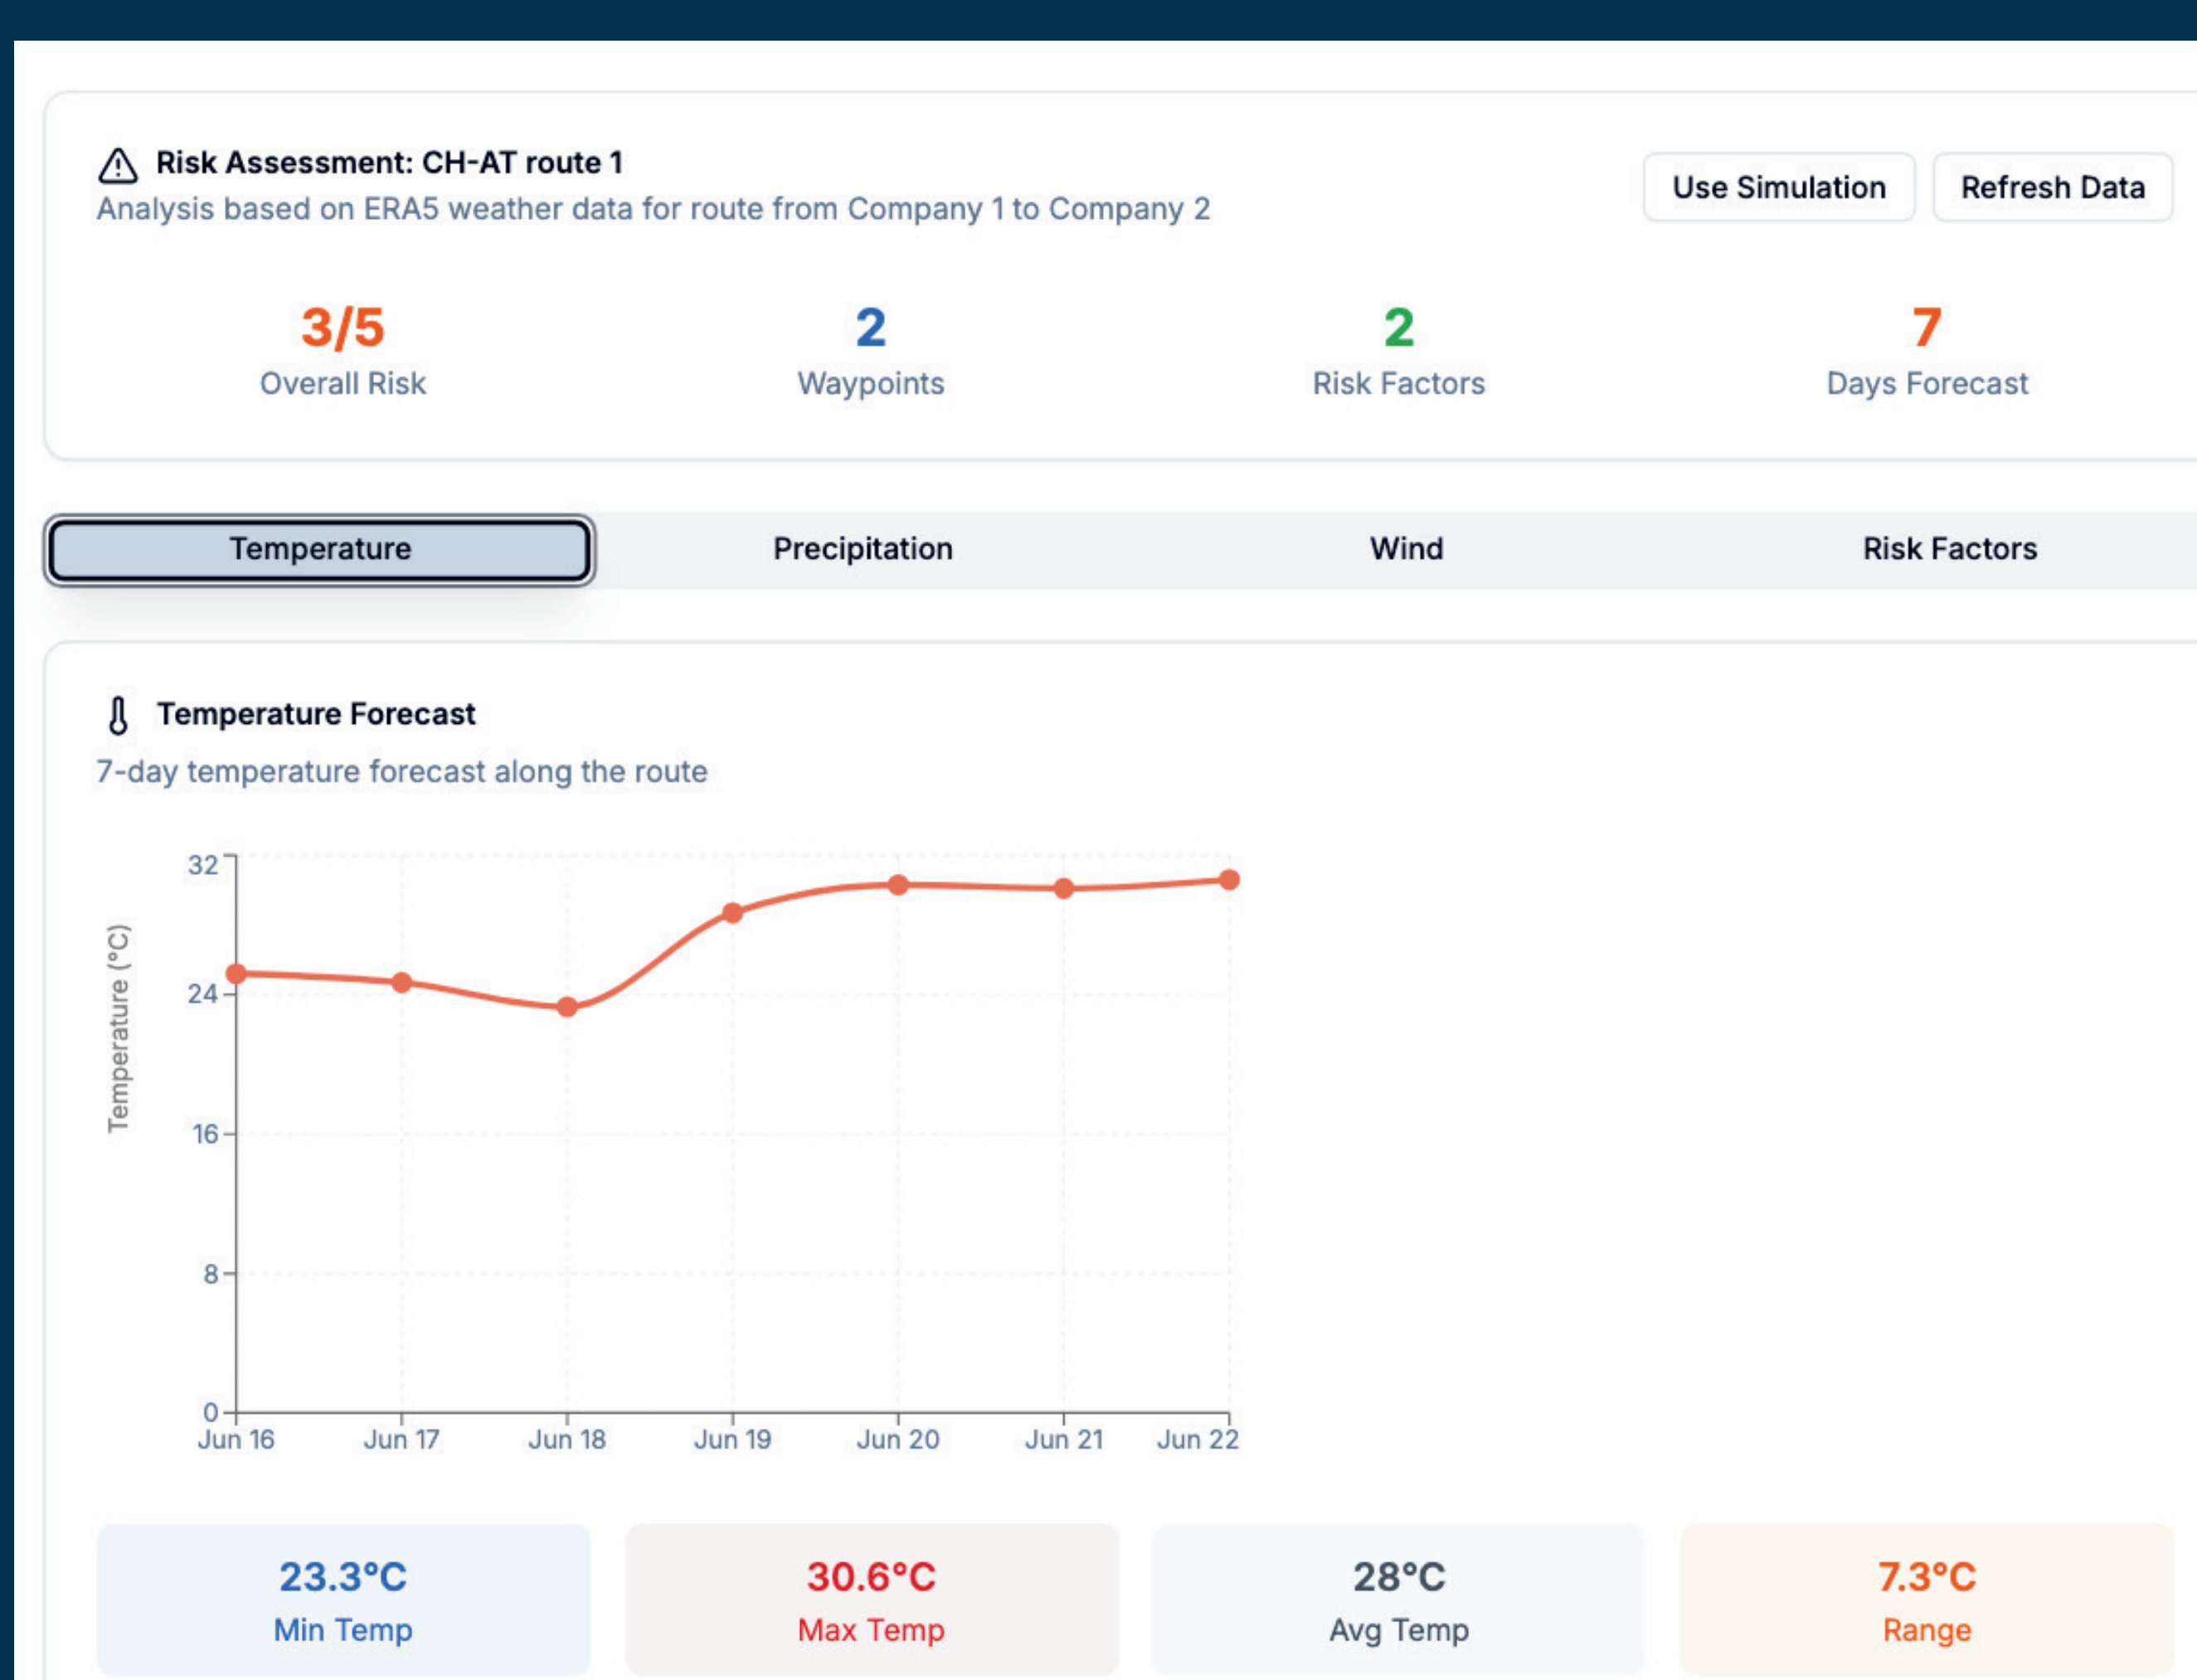 Risk Assessment: CH-AT route 1
Analysis based on ERA5 weather data for route from Company 1 to Company 2
Use Simulation
Refresh Data
3/5
Overall Risk
2
Waypoints
2
Risk Factors
7
Days Forecast
Temperature
Precipitation
Wind
Risk Factors
Temperature Forecast
7-day temperature forecast along the route
Temperature (°C)
32
24
16
8
0
Jun 16
Jun 17
Jun 18
Jun 19
Jun 20
Jun 21
Jun 22
23.3°C
Min Temp
30.6°C
Max Temp
28°C
Avg Temp
7.3°C
Range